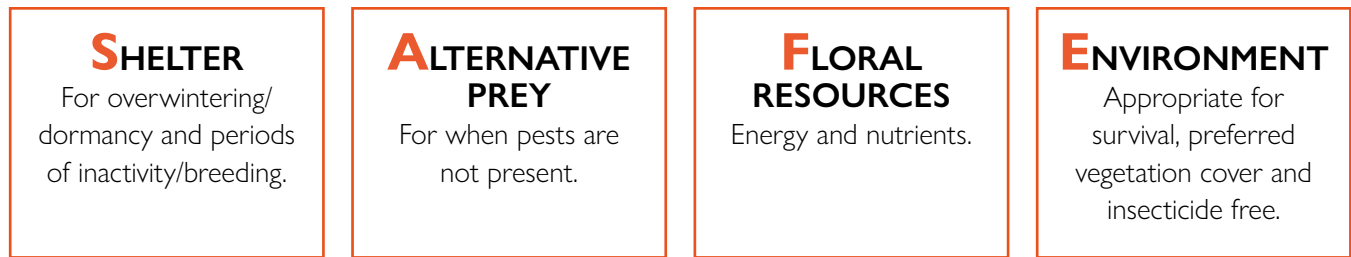 SHELTER
For overwintering/
dormancy and periods
of inactivity/breeding.
ALTERNATIVE
PREY
For when pests are
not present.
FLORAL
RESOURCES
Energy and nutrients.
ENVIRONMENT
Appropriate for
survival, preferred
vegetation cover and
insecticide free.